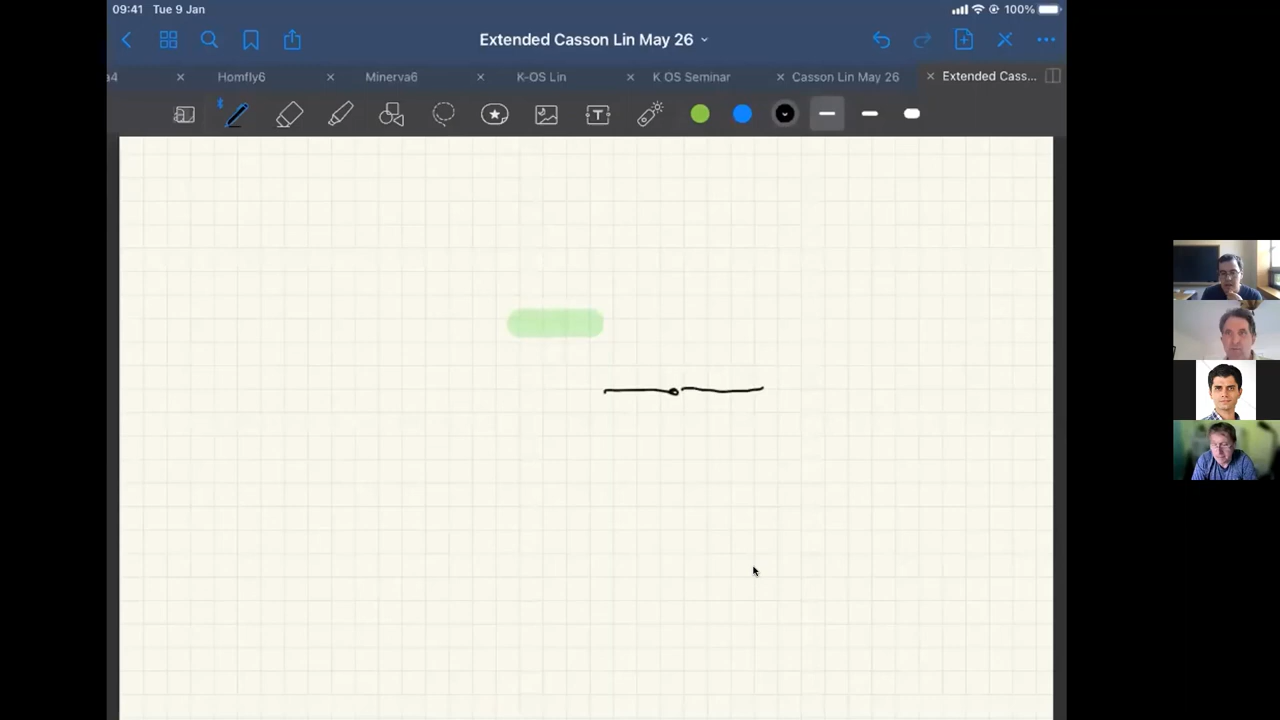 09:41 Tue 9 Jan
100%
Extended Casson Lin May 26
a4
Homfly6
Minerva6
K-OS Lin
K OS Seminar
Casson Lin May 26
Extended Cass...
T